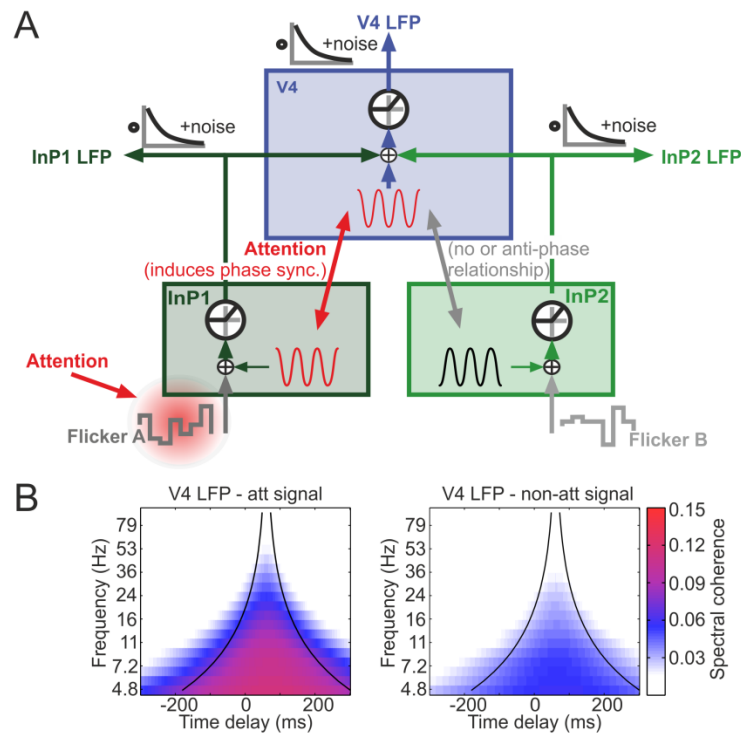 A
V4 LFP
+noise
V4
+noise
+noise
InP1 LFP
InP2 LFP
Attention
(induces phase sync.)
(no or anti-phase
relationship)
InP1
InP2
Attention
Flicker A
Flicker B
B
V4 LFP - att signal
V4 LFP - non-att signal
Frequency (Hz)
79
53
36
24
16
11
7.2
4.8
-200
0
200
Time delay (ms)
Frequency (Hz)
79
53
36
24
16
11
7.2
4.8
-200
0
200
Time delay (ms)
0.15
0.12
0.09
0.06
0.03
Spectral coherence